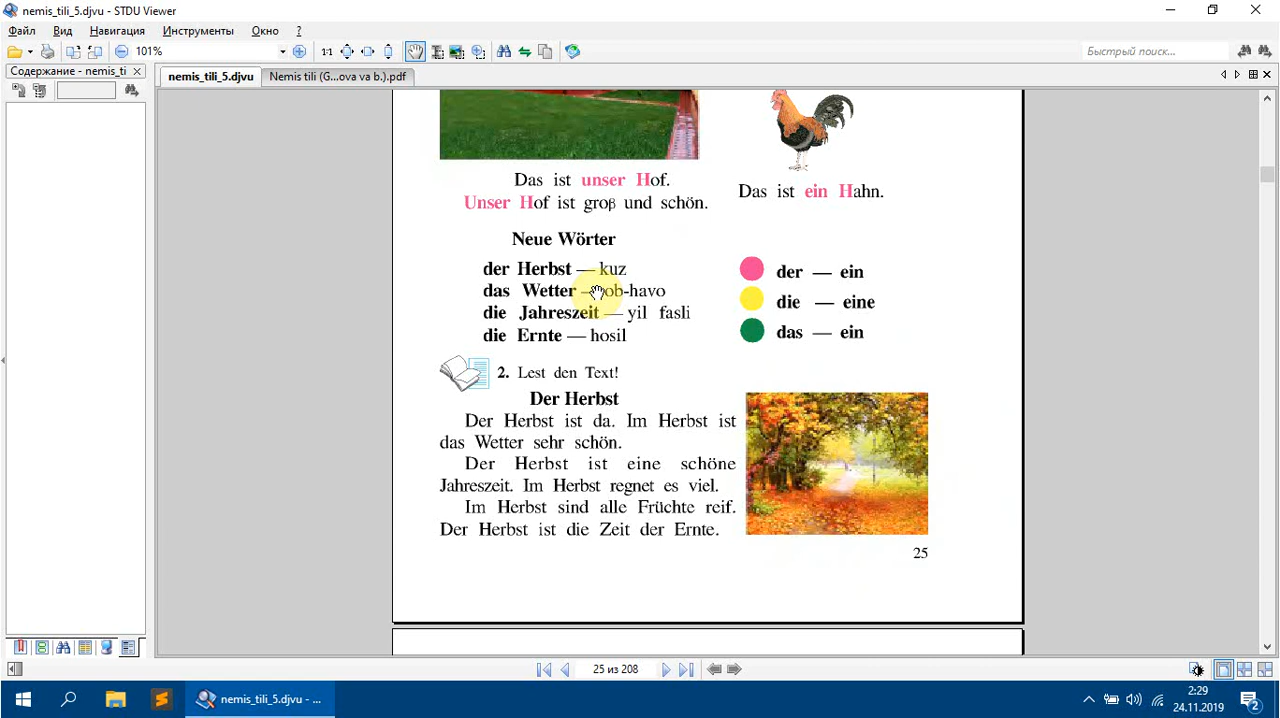 nemis_tili_5.djvu - STDU Viewer
Файл Вид Навигация Инструменты Окно ?
101% 1:1 Быстрый поиск...
Содержание - nemis_ti
nemis_tili_5.djvu Nemis tili (G...ova va b.).pdf
Das ist unser Hof.
Unser Hof ist groβ und schön.
Das ist ein Hahn.
Neue Wörter
der Herbst — kuz
das Wetter — ob-havo
die Jahreszeit — yil fasli
die Ernte — hosil
der — ein
die — eine
das — ein
2. Lest den Text!
Der Herbst
Der Herbst ist da. Im Herbst ist
das Wetter sehr schön.
Der Herbst ist eine schöne
Jahreszeit. Im Herbst regnet es viel.
Im Herbst sind alle Früchte reif.
Der Herbst ist die Zeit der Ernte.
25
25 из 208
nemis_tili_5.djvu - ...
2:29
24.11.2019
2